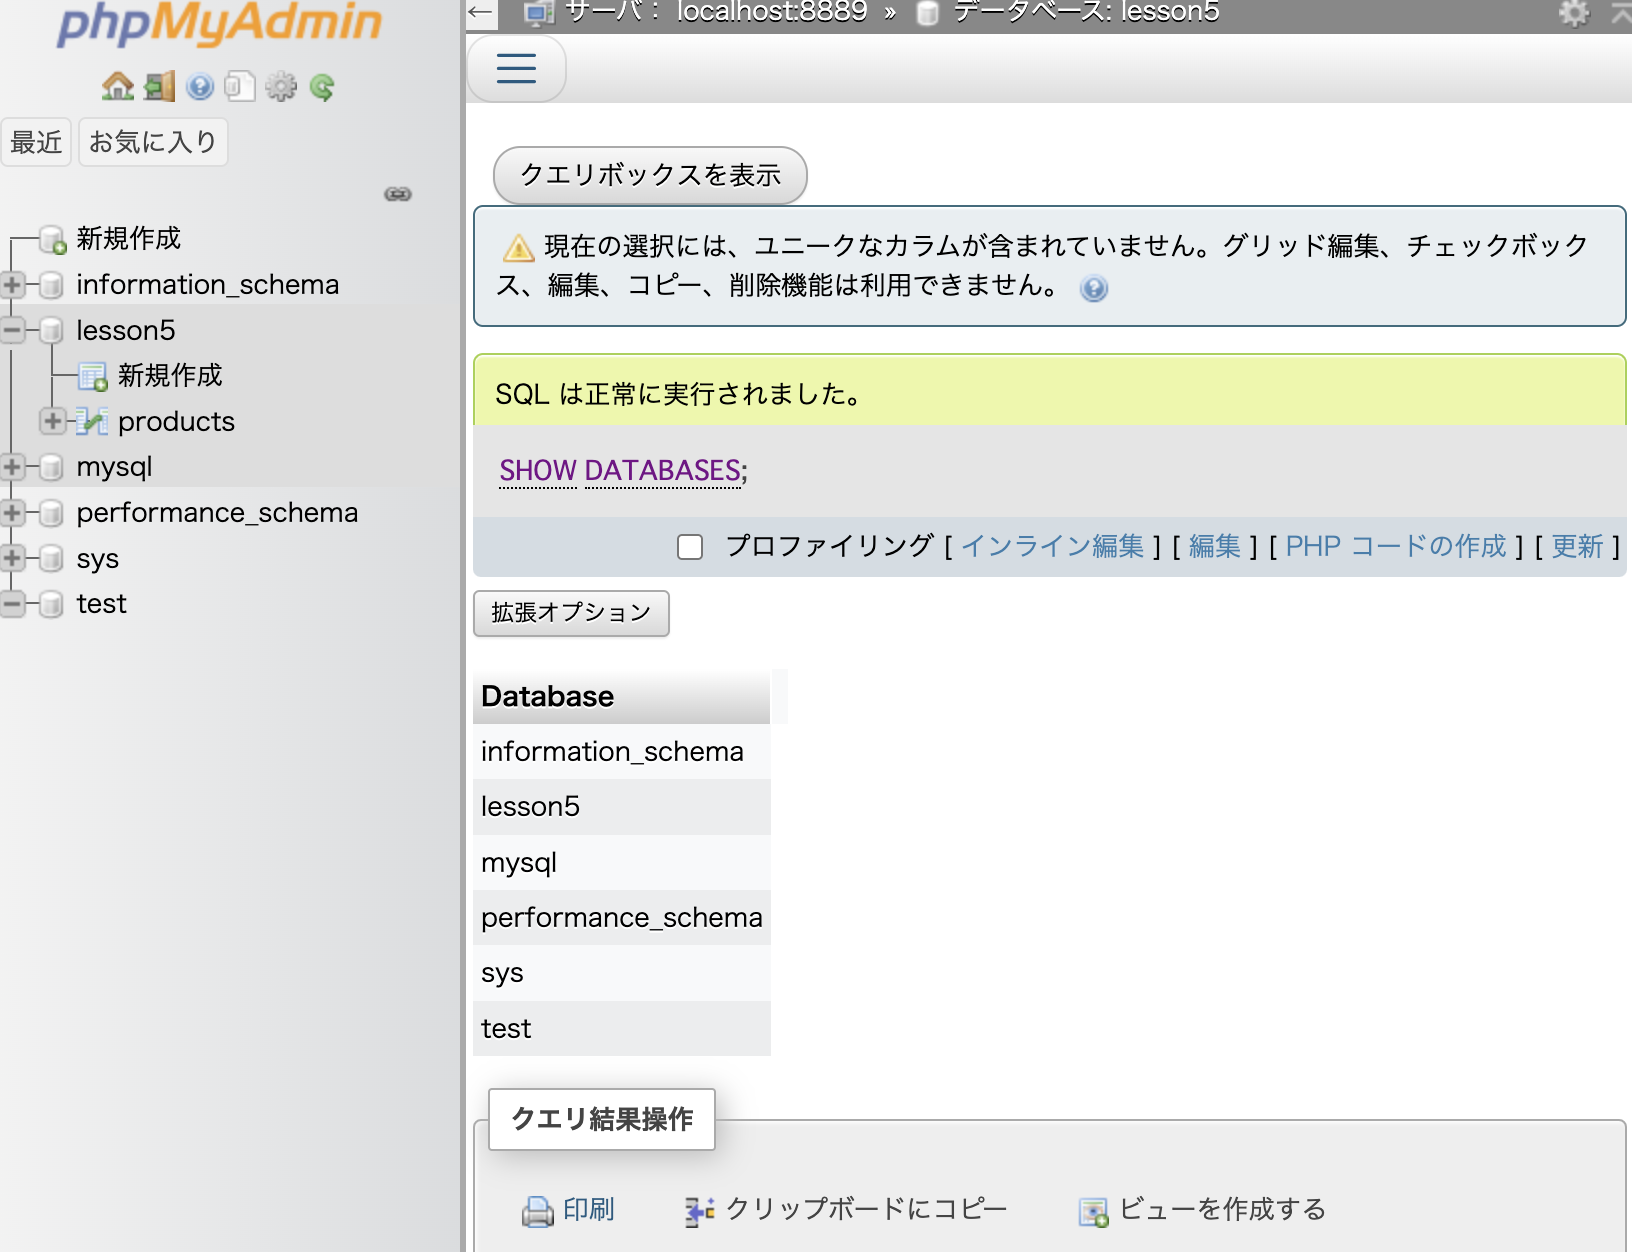 phpMyAdmin
最近 お気に入り
新規作成
information_schema
lesson5
新規作成
products
mysql
performance_schema
sys
test
← サーバ： localhost:8889 » データベース: lesson5
クエリボックスを表示
現在の選択には、ユニークなカラムが含まれていません。グリッド編集、チェックボック
ス、編集、コピー、削除機能は利用できません。
SQL は正常に実行されました。
SHOW DATABASES;
プロファイリング [ インライン編集 ] [ 編集 ] [ PHP コードの作成 ] [ 更新 ]
拡張オプション
Database
information_schema
lesson5
mysql
performance_schema
sys
test
クエリ結果操作
印刷 クリップボードにコピー ビューを作成する